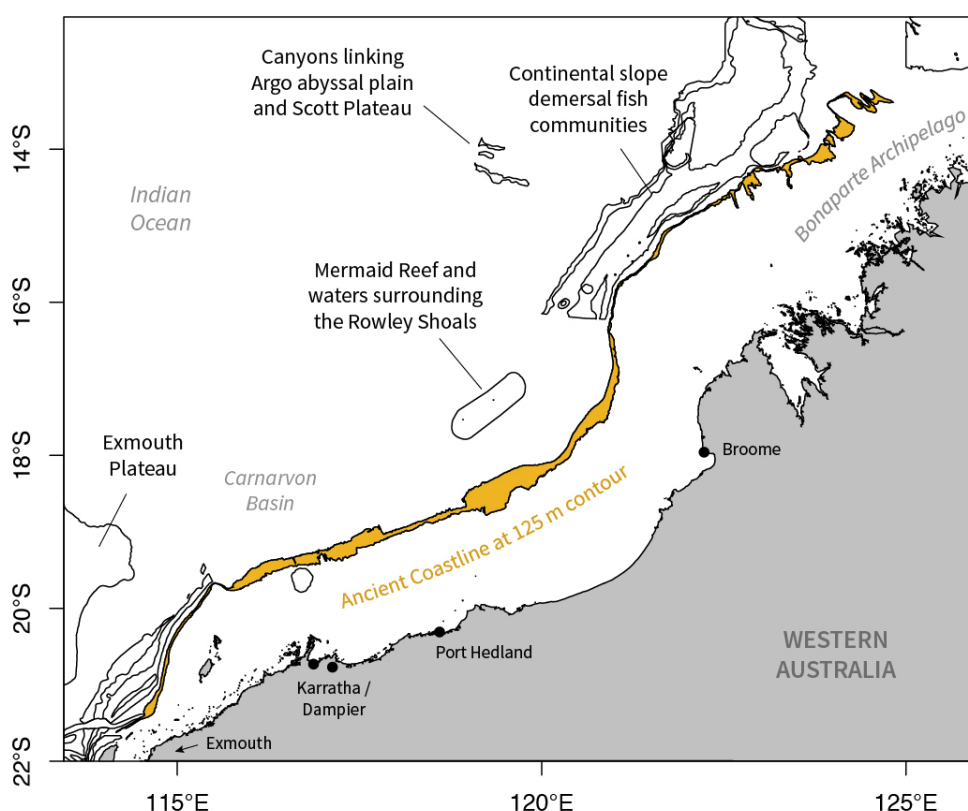 Canyons linking
Argo abyssal plain
and Scott Plateau
Continental slope
demersal fish
communities
14°S
Indian
Ocean
Bonaparte Archipelago
Mermaid Reef and
waters surrounding
the Rowley Shoals
16°S
Exmouth
Plateau
Carnarvon
Basin
18°S
Broome
Ancient Coastline at 125 m contour
20°S
Port Hedland
WESTERN
AUSTRALIA
Karratha /
Dampier
Exmouth
22°S
115°E
120°E
125°E